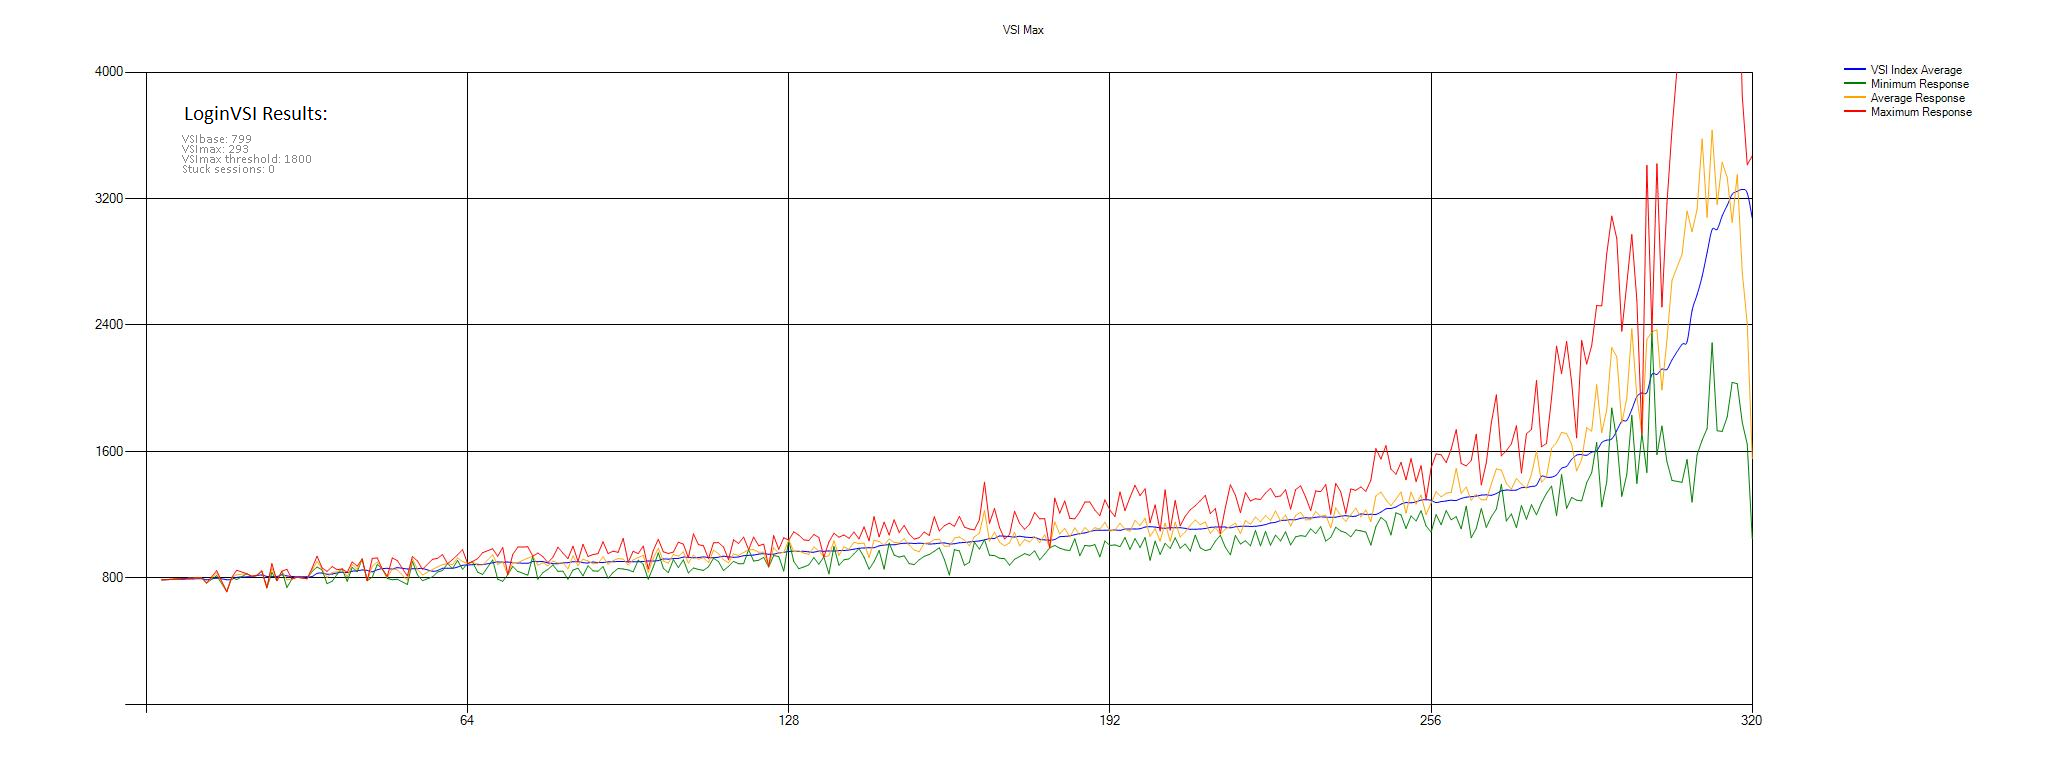 VSI Max
4000
3200
2400
1600
800
LoginVSI Results:
VSIbase: 799
VSImax: 293
VSImax threshold: 1800
Stuck sessions: 0
VSI Index Average
Minimum Response
Average Response
Maximum Response
64
128
192
256
320